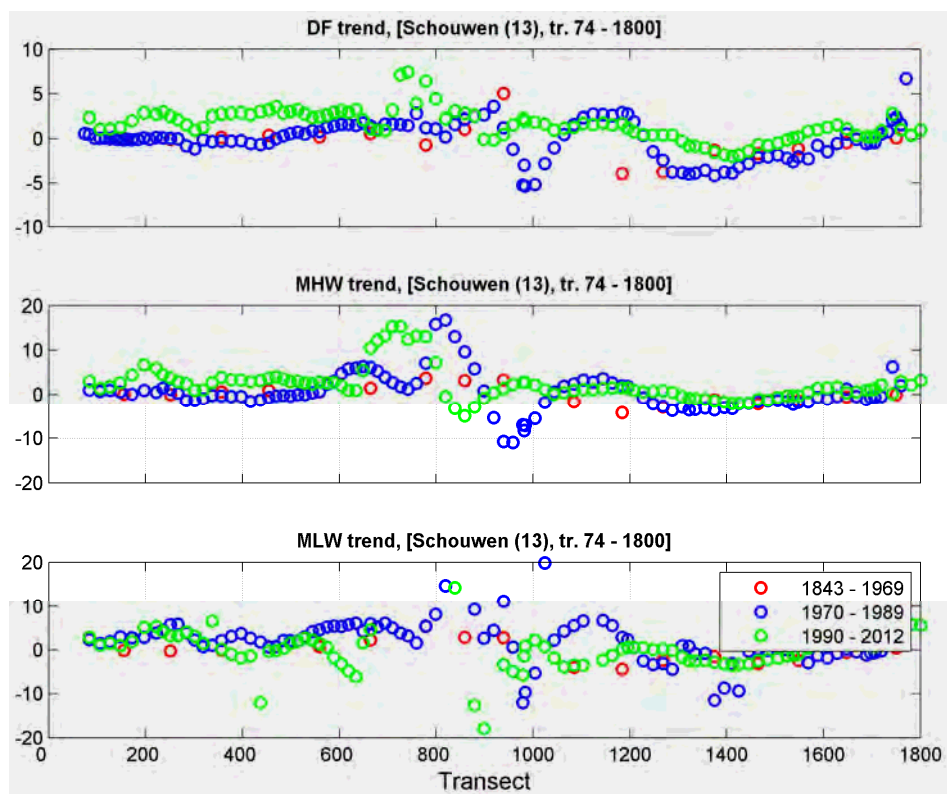 DF trend, [Schouwen (13), tr. 74 - 1800]
10
5
0
-5
-10
MHW trend, [Schouwen (13), tr. 74 - 1800]
20
10
0
-10
-20
MLW trend, [Schouwen (13), tr. 74 - 1800]
20
10
0
-10
-20
1843 - 1969
1970 - 1989
1990 - 2012
0 200 400 600 800 1000 1200 1400 1600 1800
Transect